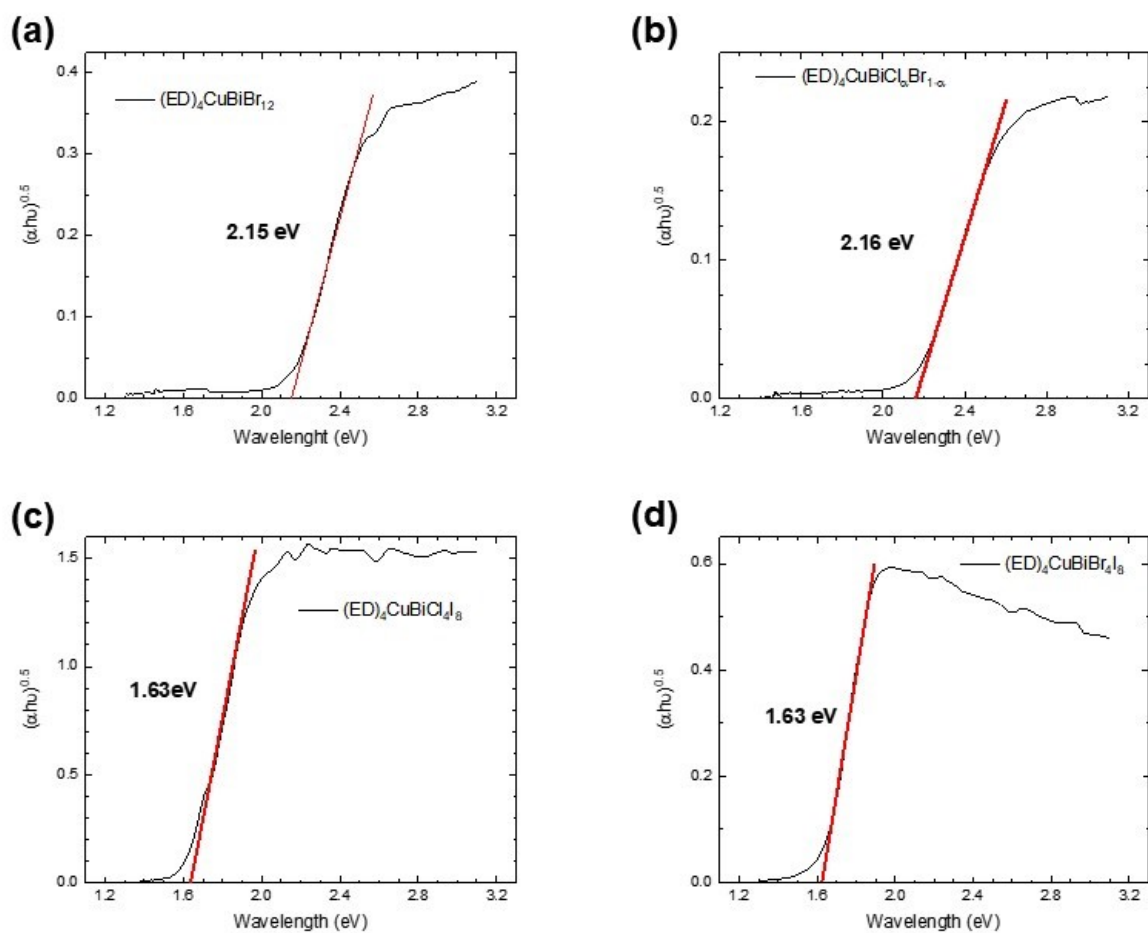 (a)
(ED)₄CuBiBr₁₂
2.15 eV
(αhυ)⁰·⁵
0.4
0.3
0.2
0.1
0.0
1.2 1.6 2.0 2.4 2.8 3.2
Wavelenght (eV)
(b)
(ED)₄CuBiClαBr₁₋α
2.16 eV
(αhυ)⁰·⁵
0.2
0.1
0.0
1.2 1.6 2.0 2.4 2.8 3.2
Wavelength (eV)
(c)
(ED)₄CuBiCl₄I₈
1.63eV
(αhυ)⁰·⁵
1.5
1.0
0.5
0.0
1.2 1.6 2.0 2.4 2.8 3.2
Wavelength (eV)
(d)
(ED)₄CuBiBr₄I₈
1.63 eV
(αhυ)⁰·⁵
0.6
0.4
0.2
0.0
1.2 1.6 2.0 2.4 2.8 3.2
Wavelength (eV)